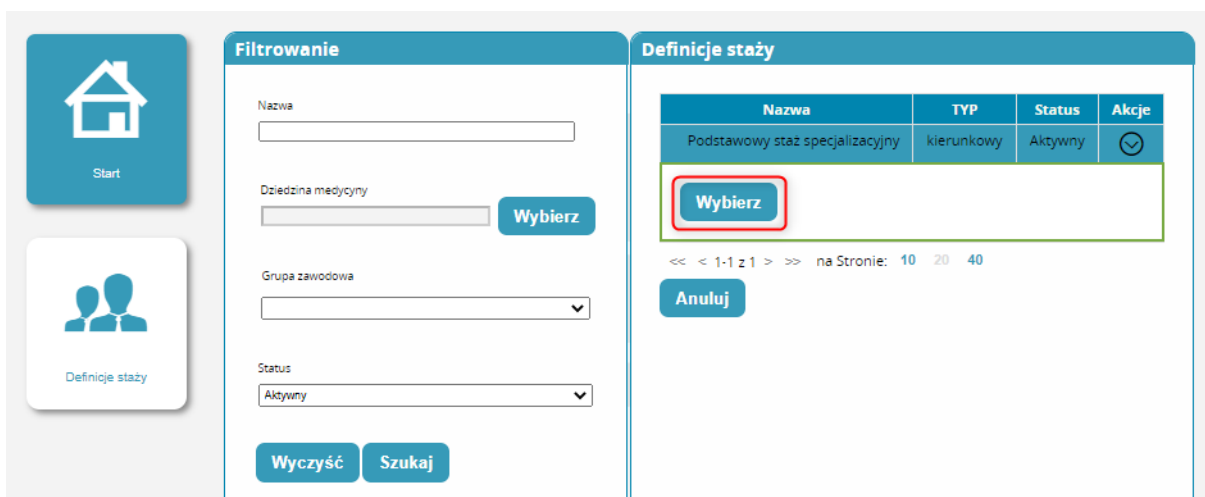 Start
Definicje staży
Filtrowanie
Nazwa
Dziedzina medycyny
Wybierz
Grupa zawodowa
Status
Aktywny
Wyczyść Szukaj
Definicje staży
Nazwa TYP Status Akcje
Podstawowy staż specjalizacyjny kierunkowy Aktywny
Wybierz
<< < 1-1 z 1 > >> na Stronie: 10 20 40
Anuluj